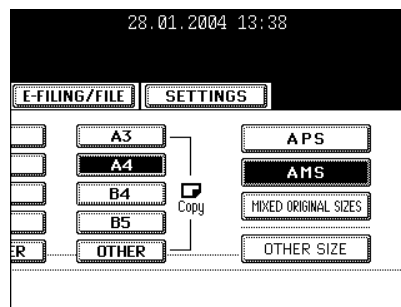 28.01.2004 13:38
E-FILING/FILE SETTINGS
A3 APS
A4 AMS
B4 Copy MIXED ORIGINAL SIZES
B5
ER OTHER OTHER SIZE